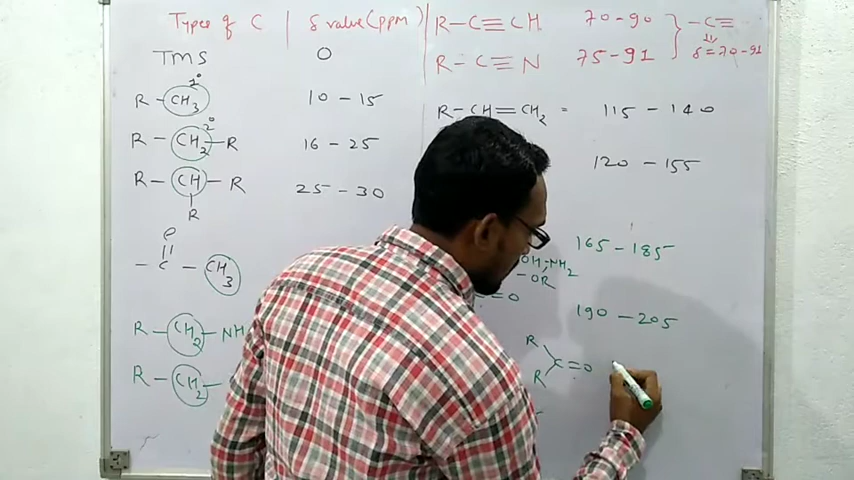 Types of C | δ value (ppm)
TMS 0
1°
R - CH3 10 - 15
2°
R - CH2 - R 16 - 25
R - CH - R 25 - 30
R
O
- C - CH3
R - CH2 - NH
R - CH2 -
R - C ≡ CH 70 - 90
R - C ≡ N 75 - 91
- C ≡
δ = 70 - 91
R - CH = CH2 = 115 - 140
120 - 155
OH, -NH2 165 - 185
- OR
= O
190 - 205
R
C = O
R